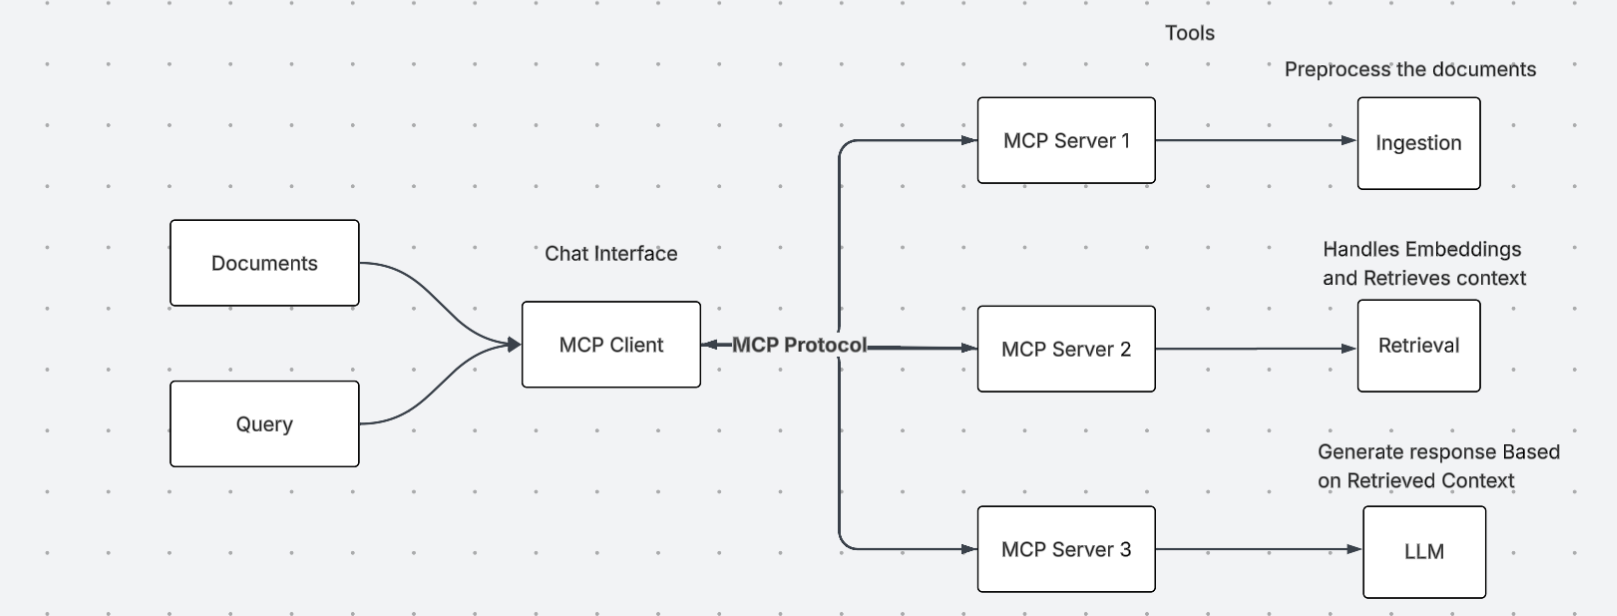 Tools
Preprocess the documents
MCP Server 1
Ingestion
Documents
Chat Interface
Handles Embeddings
and Retrieves context
MCP Client
MCP Protocol
MCP Server 2
Retrieval
Query
Generate response Based
on Retrieved Context
MCP Server 3
LLM